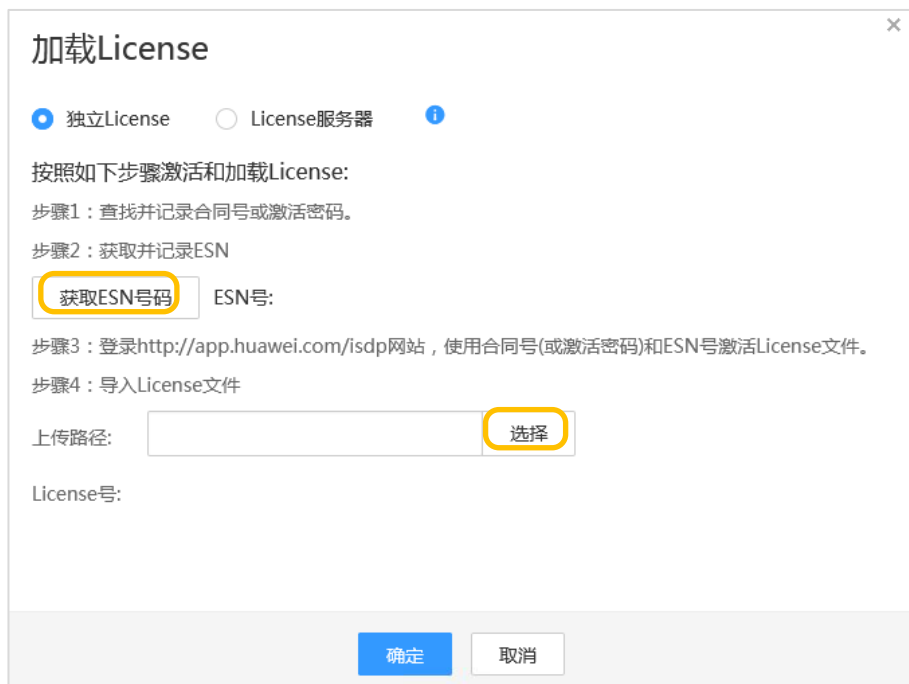 加载License
独立License License服务器
按照如下步骤激活和加载License:
步骤1：查找并记录合同号或激活密码。
步骤2：获取并记录ESN
获取ESN号码 ESN号:
步骤3：登录http://app.huawei.com/isdp网站，使用合同号(或激活密码)和ESN号激活License文件。
步骤4：导入License文件
上传路径: 选择
License号:
确定 取消